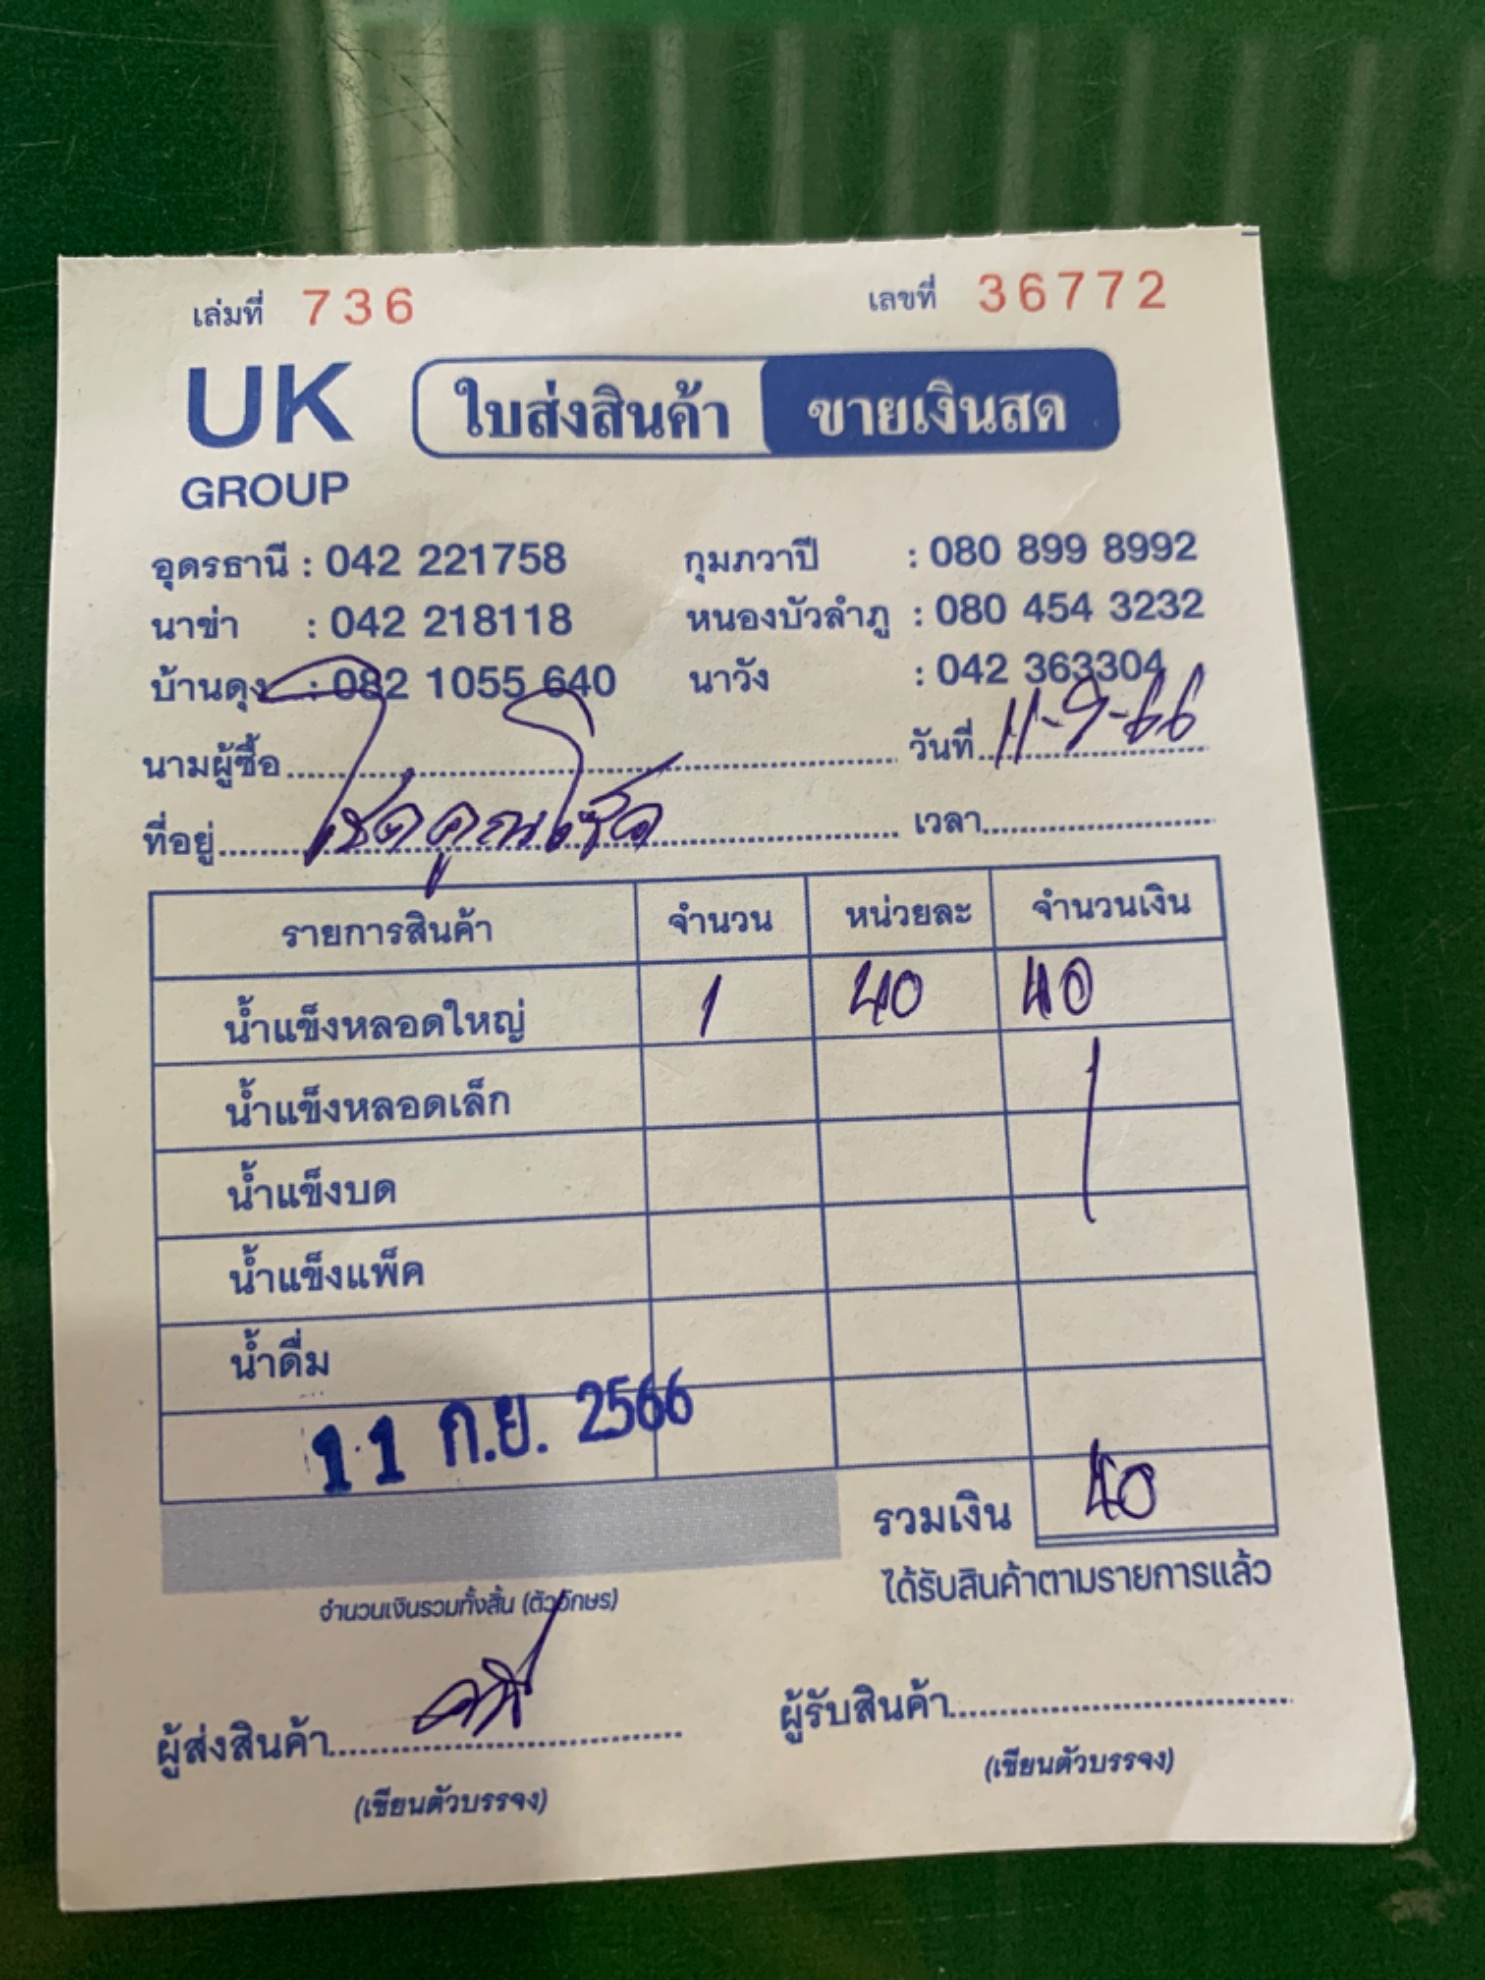 เล่มที่ 736 เลขที่ 36772
UK GROUP ใบส่งสินค้า ขายเงินสด
อุดรธานี : 042 221758 กุมภวาปี : 080 899 8992
นาข่า : 042 218118 หนองบัวลำภู : 080 454 3232
บ้านดุง : 082 1055 640 นาวัง : 042 363304
นามผู้ซื้อ วันที่ 11-9-66
ที่อยู่ โชคคูณโชค เวลา
รายการสินค้า จำนวน หน่วยละ จำนวนเงิน
น้ำแข็งหลอดใหญ่ 1 40 40
น้ำแข็งหลอดเล็ก
น้ำแข็งบด
น้ำแข็งแพ็ค
น้ำดื่ม
11 ก.ย. 2566
รวมเงิน 40
จำนวนเงินรวมทั้งสิ้น (ตัวอักษร) ได้รับสินค้าตามรายการแล้ว
ผู้ส่งสินค้า ผู้รับสินค้า
(เขียนตัวบรรจง) (เขียนตัวบรรจง)